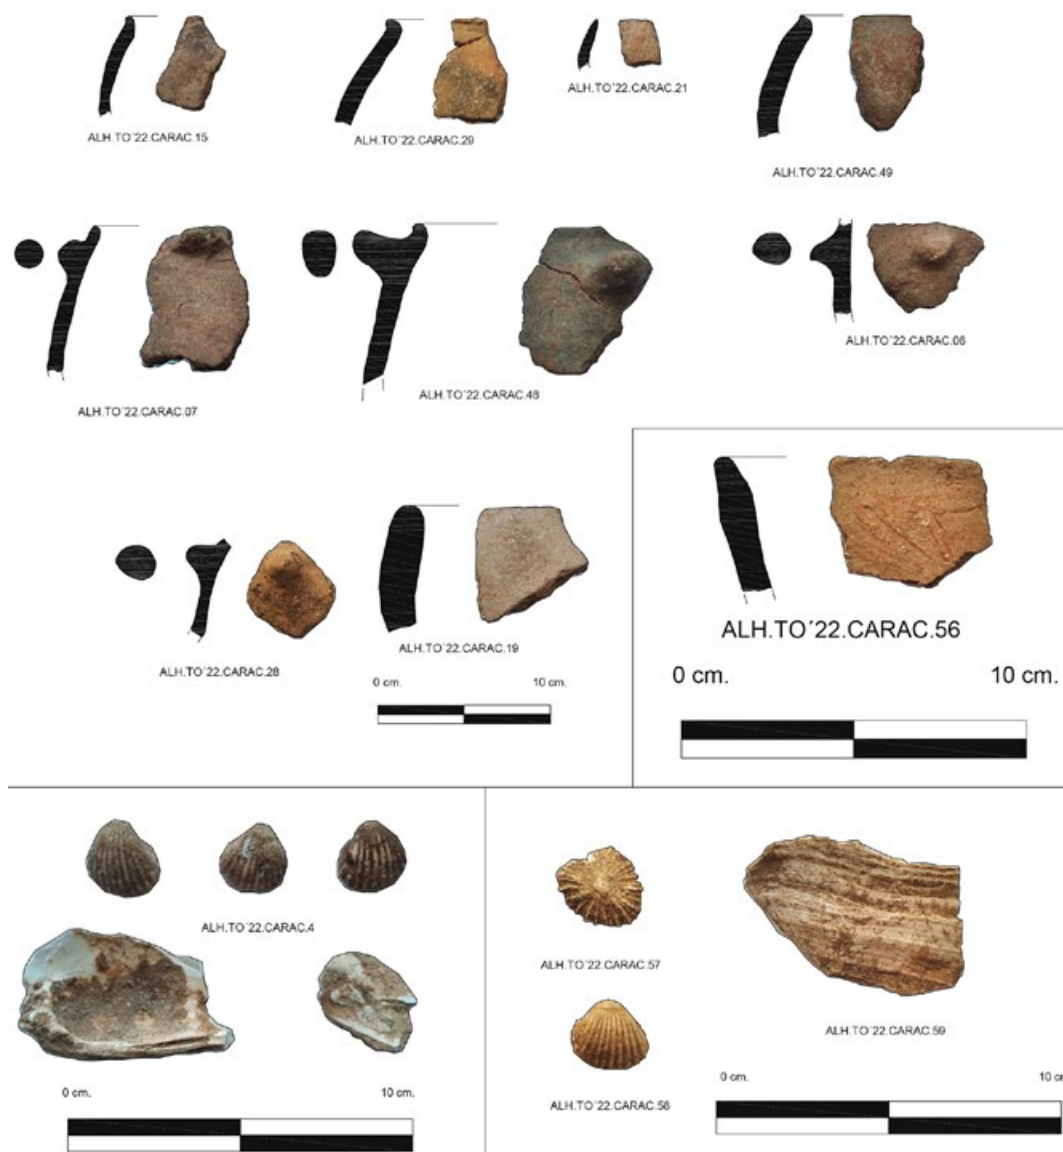 ALH.TO´22.CARAC.15
ALH.TO´22.CARAC.29
ALH.TO´22.CARAC.21
ALH.TO´22.CARAC.49
ALH.TO´22.CARAC.07
ALH.TO´22.CARAC.48
ALH.TO´22.CARAC.06
ALH.TO´22.CARAC.28
ALH.TO´22.CARAC.19
0 cm. 10 cm.
ALH.TO´22.CARAC.56
0 cm. 10 cm.
ALH.TO´22.CARAC.4
0 cm. 10 cm.
ALH.TO´22.CARAC.57
ALH.TO´22.CARAC.58
ALH.TO´22.CARAC.59
0 cm. 10 cm.